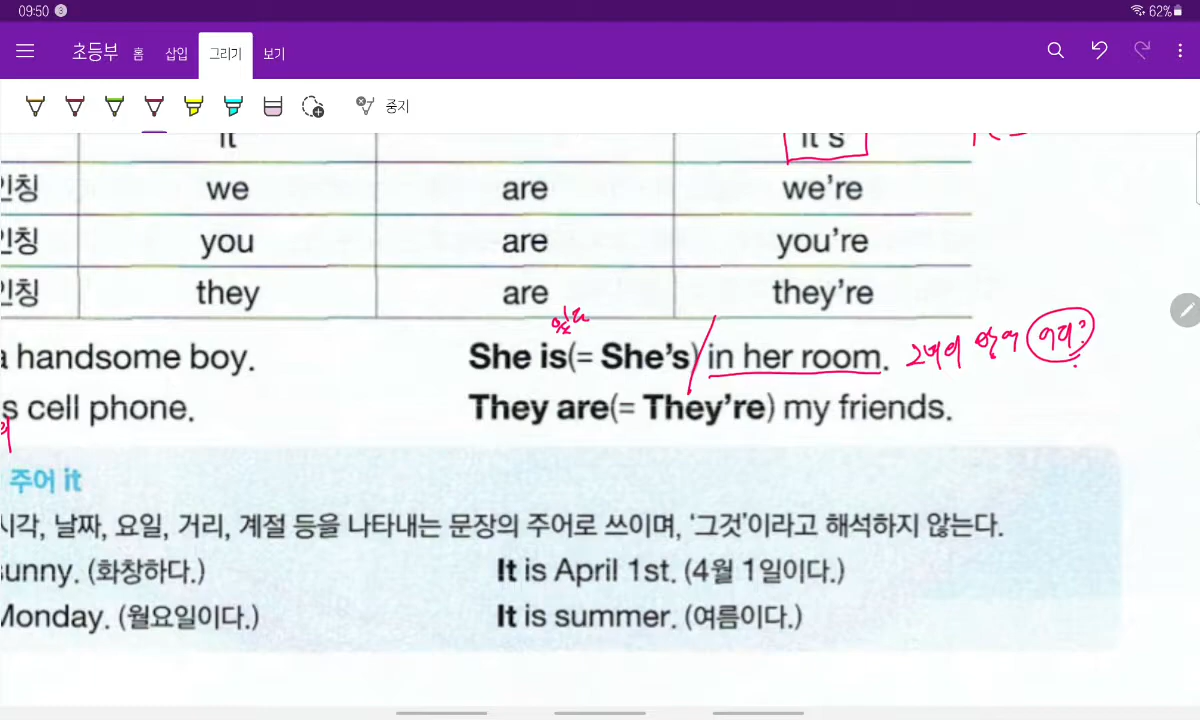 09:50 3 62%
초등부 홈 삽입 그리기 보기
중지
it it's
인칭 we are we're
인칭 you are you're
인칭 they are they're
있다
a handsome boy. She is(= She's) in her room. 그녀의 방에 어디?
s cell phone. They are(= They're) my friends.
의
주어 it
시각, 날짜, 요일, 거리, 계절 등을 나타내는 문장의 주어로 쓰이며, '그것'이라고 해석하지 않는다.
sunny. (화창하다.) It is April 1st. (4월 1일이다.)
Monday. (월요일이다.) It is summer. (여름이다.)